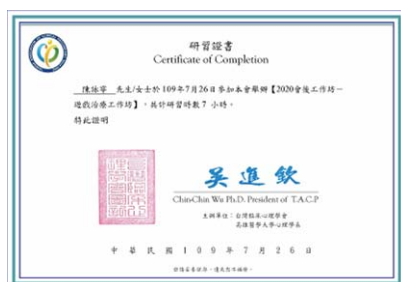 研習證書
Certificate of Completion
陳詠寧 先生/女士於109年7月26日參加本會舉辦【2020會後工作坊－
遊戲治療工作坊】，共計研習時數 7 小時。
特此證明
吳進欽
Chin-Chin Wu Ph.D. President of T.A.C.P
主辦單位：台灣臨床心理學會
高雄醫學大學心理學系
中華民國109年7月26日